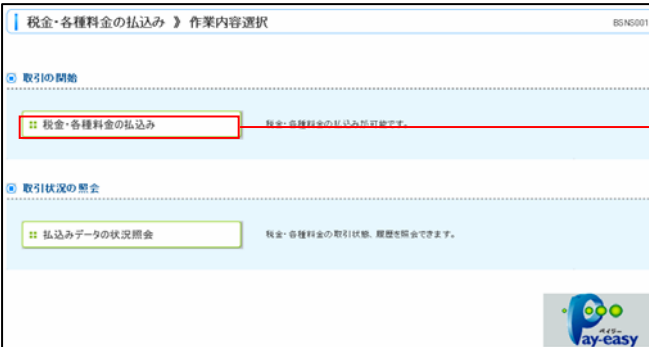 税金・各種料金の払込み 》 作業内容選択
BSNS001
取引の開始
税金・各種料金の払込み
税金・各種料金の払込みが可能です。
取引状況の照会
払込みデータの状況照会
税金・各種料金の取引状態、履歴を照会できます。
ペイジー
Pay-easy